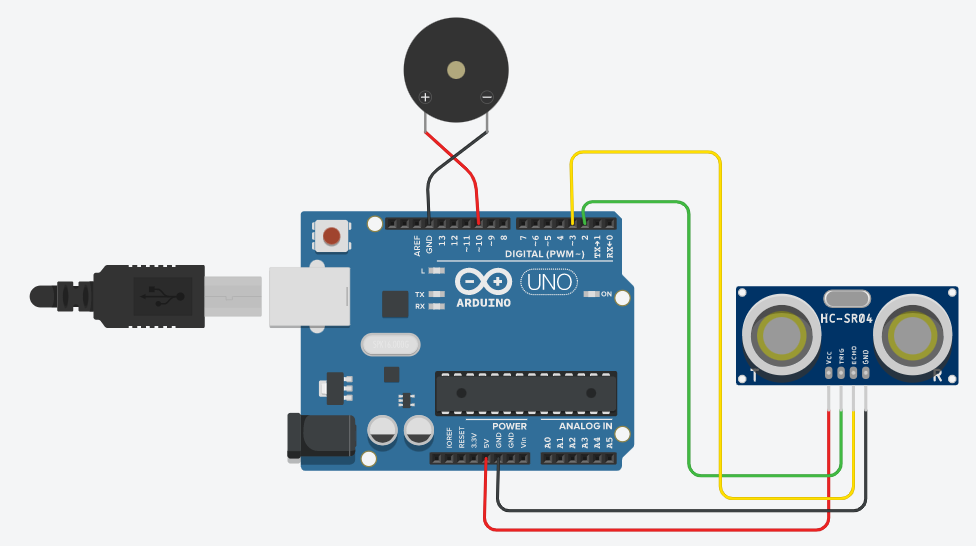 + −
AREF
GND
13
12
~11
~10
~9
8
7
~6
~5
4
~3
2
TX→1
RX←0
DIGITAL (PWM~)
L
TX
RX
UNO
ARDUINO
ON
HC-SR04
VCC
TRIG
ECHO
GND
T
R
POWER
ANALOG IN
IOREF
RESET
3.3V
5V
GND
GND
Vin
A0
A1
A2
A3
A4
A5